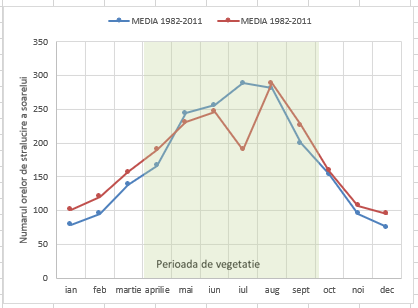 MEDIA 1982-2011 MEDIA 1982-2011
350
300
250
200
150
100
50
0
Numarul orelor de stralucire a soarelui
Perioada de vegetatie
ian feb martie aprilie mai iun iul aug sept oct noi dec